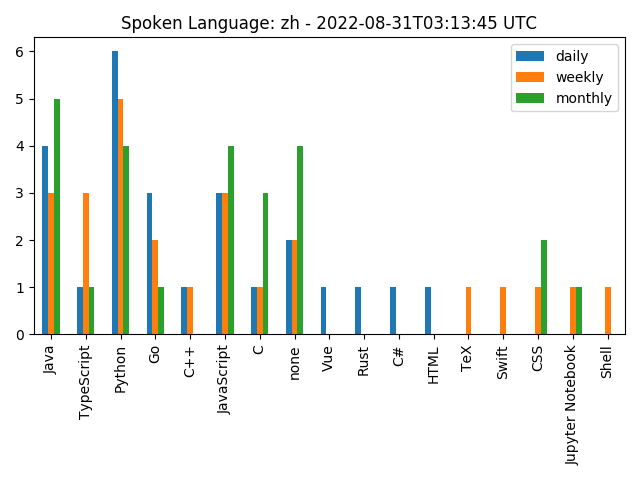 Spoken Language: zh - 2022-08-31T03:13:45 UTC
daily
weekly
monthly
6
5
4
3
2
1
0
Java
TypeScript
Python
Go
C++
JavaScript
C
none
Vue
Rust
C#
HTML
TeX
Swift
CSS
Jupyter Notebook
Shell